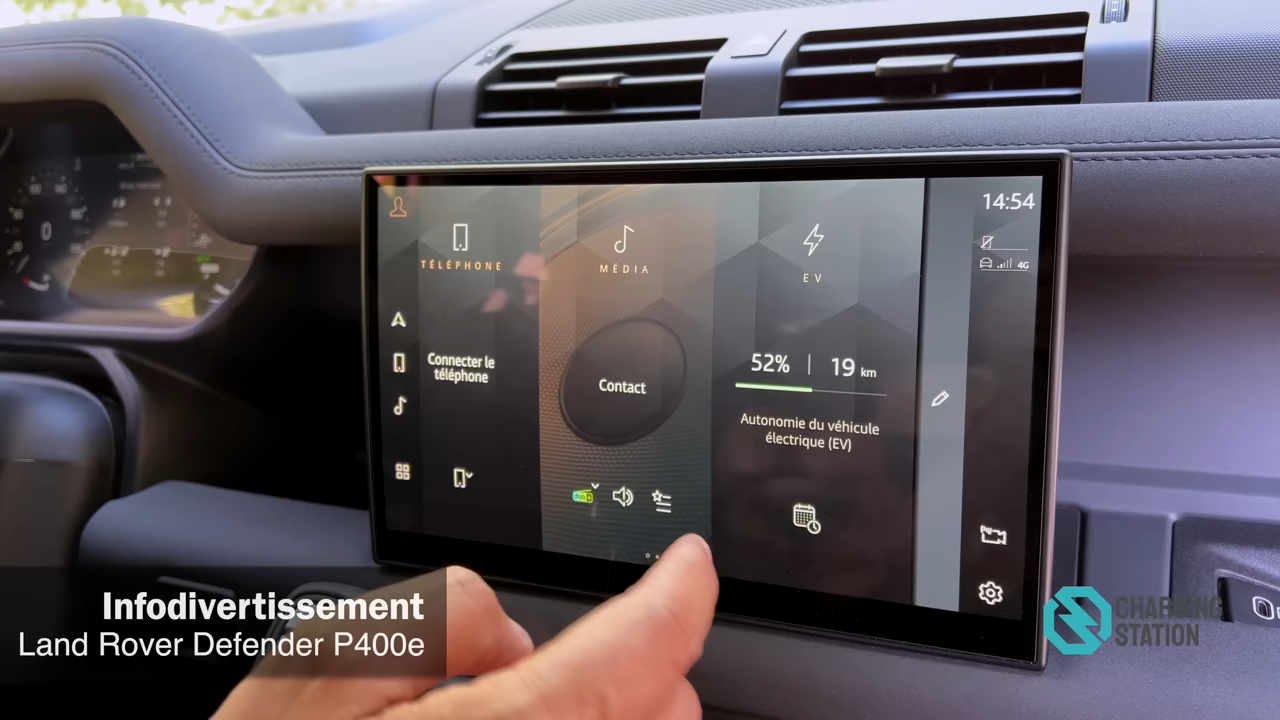 14:54
4G
TÉLÉPHONE
MÉDIA
EV
Connecter le
téléphone
Contact
52% | 19 km
Autonomie du véhicule
électrique (EV)
0
Infodivertissement
Land Rover Defender P400e
CHARGING
STATION